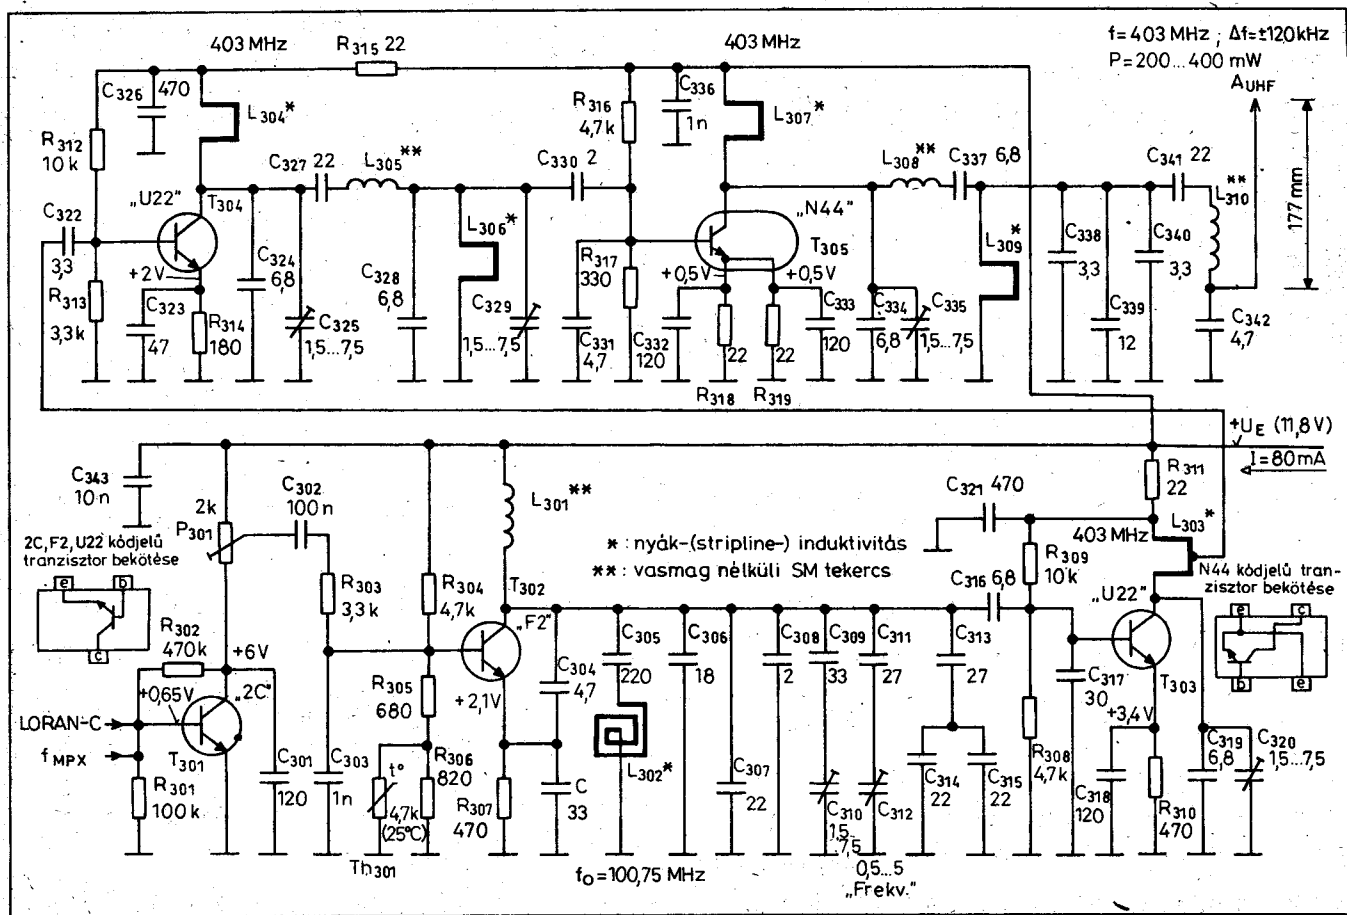 403 MHz
R315 22
403 MHz
f=403 MHz ; Δf=±120kHz
P=200...400 mW
AUHF
C326
470
L304*
R316
4,7k
C336
1n
L307*
R312
10k
C327 22
L305**
C330 2
L308**
C337 6,8
C341 22
L310**
177 mm
„U22”
T304
C322
3,3
+2V
R313
3,3k
C323
47
R314
180
C324
6,8
C325
1,5...7,5
C328
6,8
L306*
C329
1,5...7,5
R317
330
C331
4,7
C332
120
„N44”
T305
+0,5V
+0,5V
22
22
R318
R319
C333
120
C334
6,8
C335
1,5...7,5
L309*
C338
3,3
C339
12
C340
3,3
C342
4,7
+UE (11,8V)
I=80mA
C343
10n
2k
P301
C302
100n
L301**
C321 470
R311
22
L303*
403 MHz
2C, F2, U22 kódjelű
tranzisztor bekötése
e
b
c
* : nyák-(stripline-) induktivitás
** : vasmag nélküli SM tekercs
R309
10k
N44 kódjelű tran-
zisztor bekötése
e
c
b
e
R303
3,3k
R304
4,7k
T302
„F2”
C316 6,8
„U22”
R302
470k
+6V
+0,65V
„2C”
LORAN-C
fMPX
T301
R301
100k
C301
120
C303
1n
R305
680
t°
4,7k
(25°C)
R306
820
Th301
+2,1V
R307
470
C304
4,7
C
33
C305
220
L302*
f0=100,75 MHz
C306
18
C307
22
C308
2
C309
33
C310
1,5...
7,5
C311
27
C312
0,5...5
„Frekv.”
C313
27
C314
22
C315
22
R308
4,7k
C317
30
T303
+3,4V
C318
120
R310
470
C319
6,8
C320
1,5...7,5